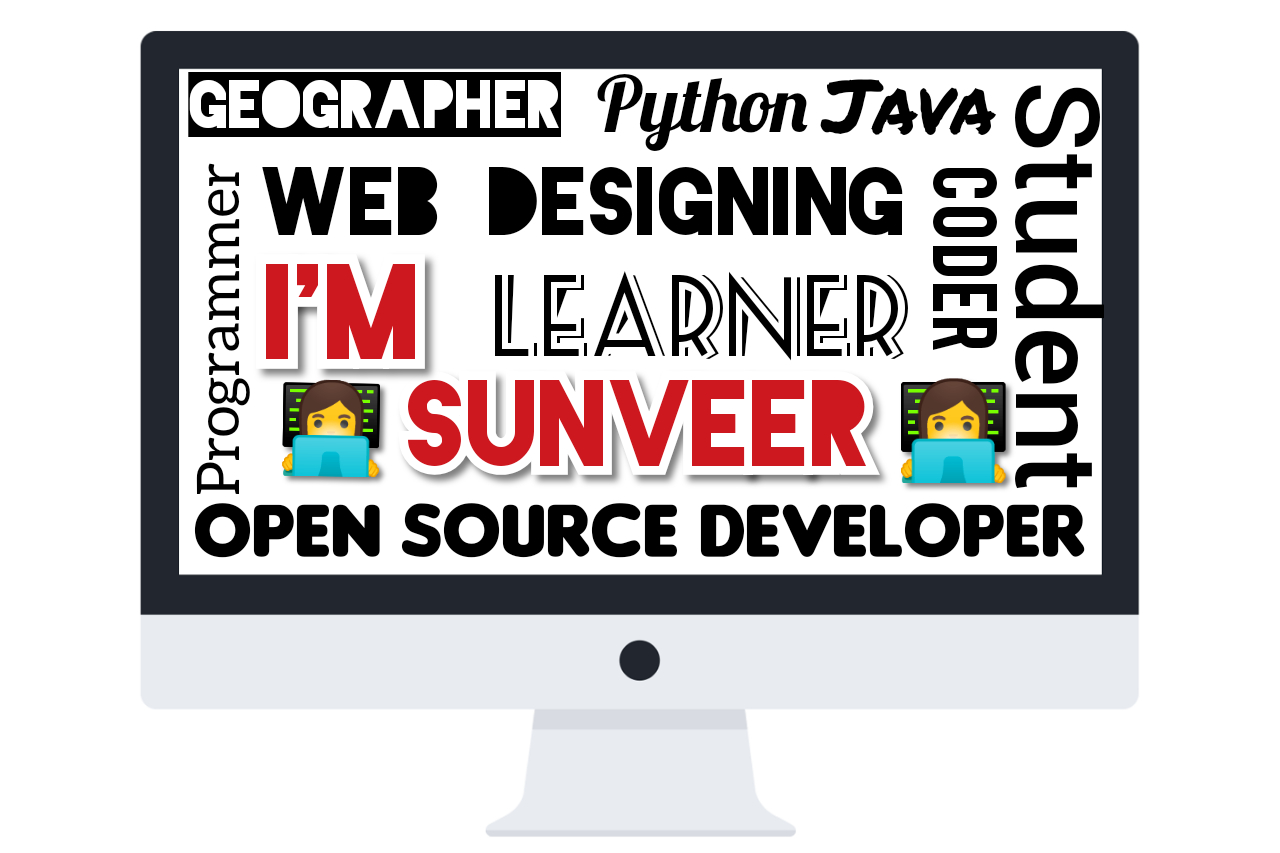 GEOGRAPHER
Python
JAVA
Student
Programmer
WEB DESIGNING
CODER
I'M
LEARNER
SUNVEER
OPEN SOURCE DEVELOPER